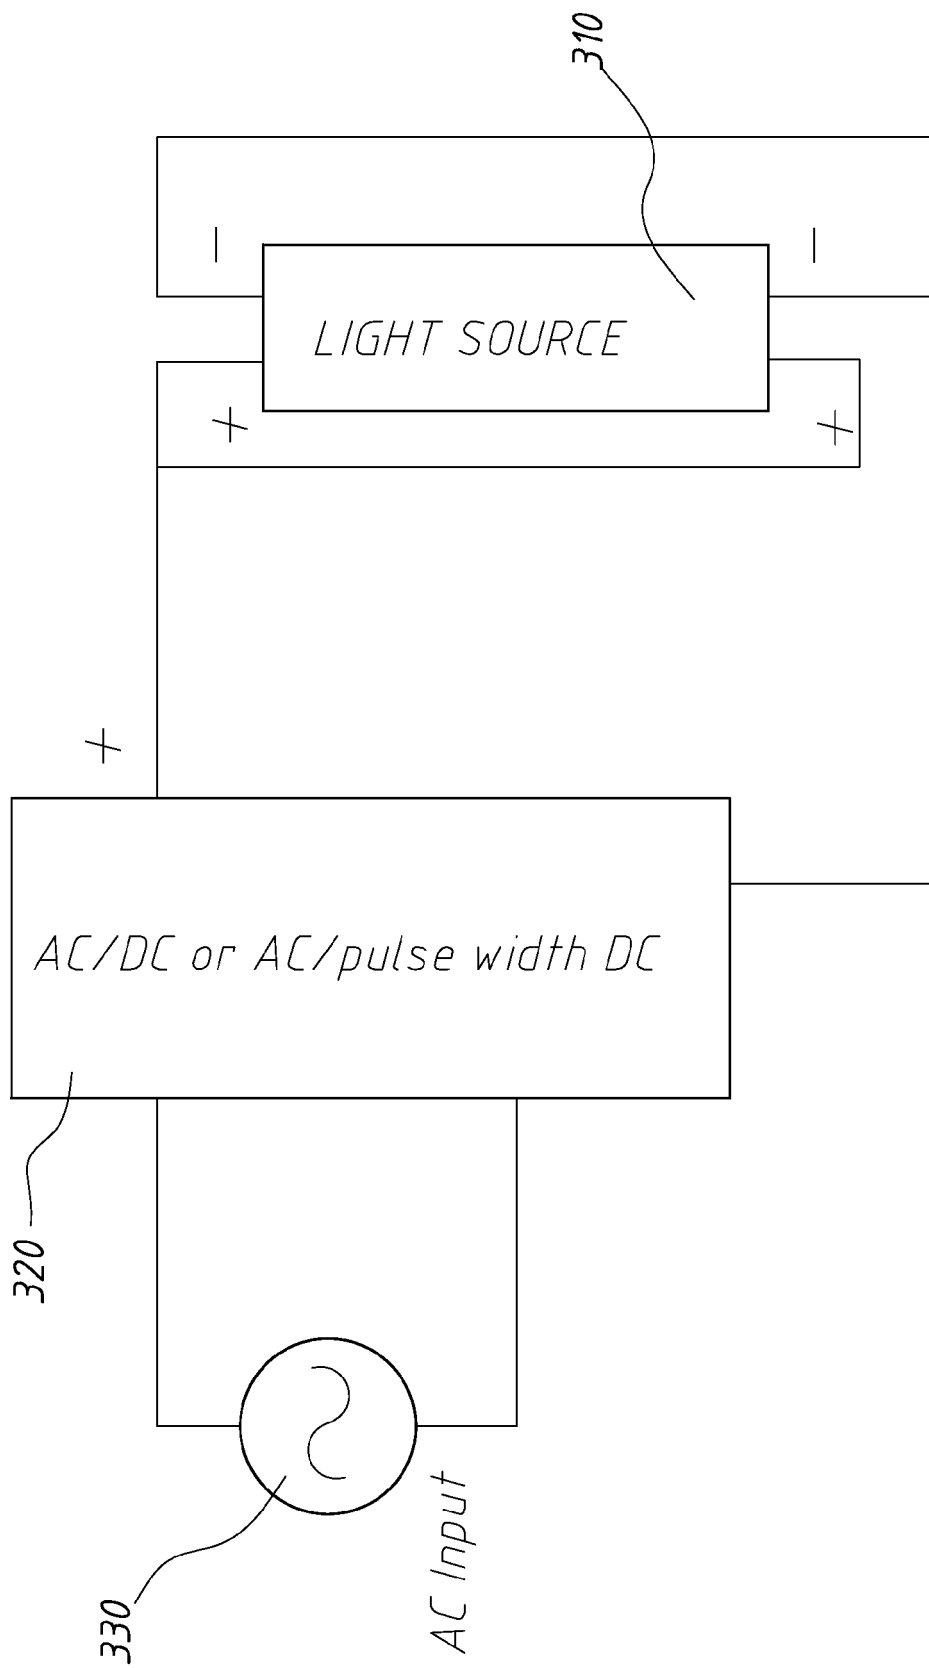 310
−
−
LIGHT SOURCE
+
+
+
AC/DC or AC/pulse width DC
320
330
AC Input